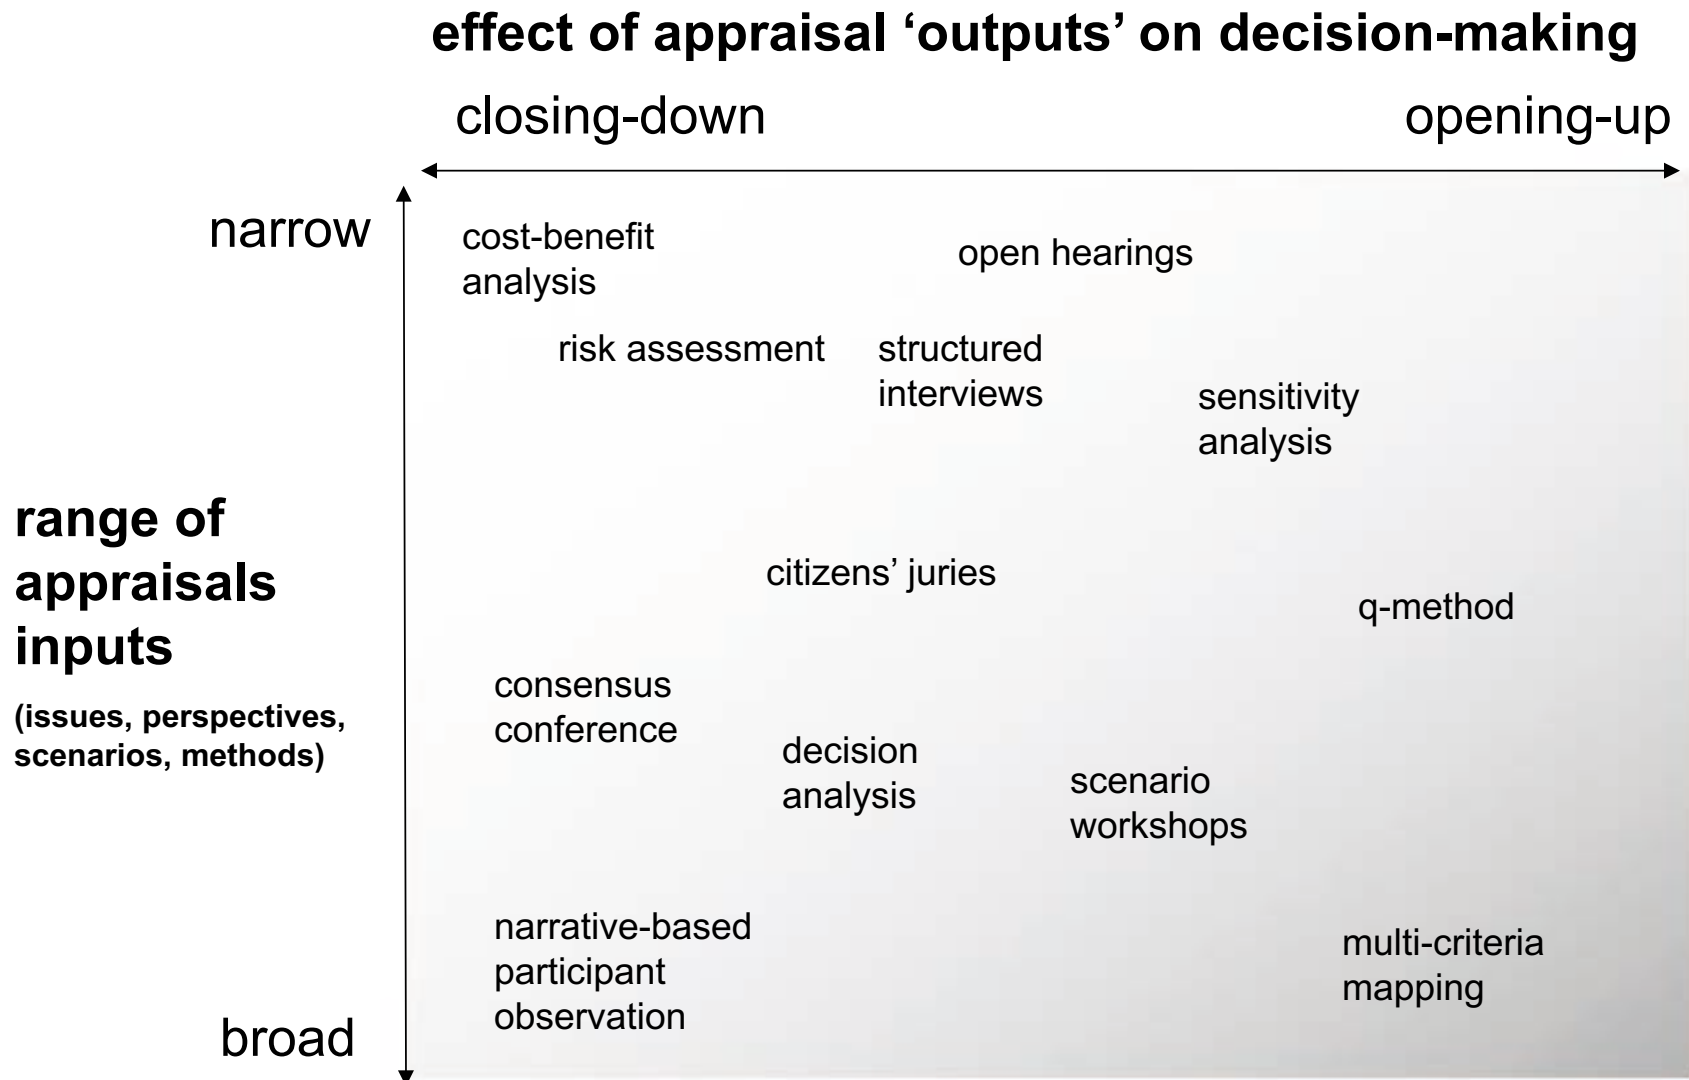 effect of appraisal ‘outputs’ on decision-making
closing-down
opening-up
narrow
cost-benefit
analysis
open hearings
risk assessment
structured
interviews
sensitivity
analysis
range of
appraisals
inputs
(issues, perspectives,
scenarios, methods)
citizens’ juries
q-method
consensus
conference
decision
analysis
scenario
workshops
narrative-based
participant
observation
multi-criteria
mapping
broad